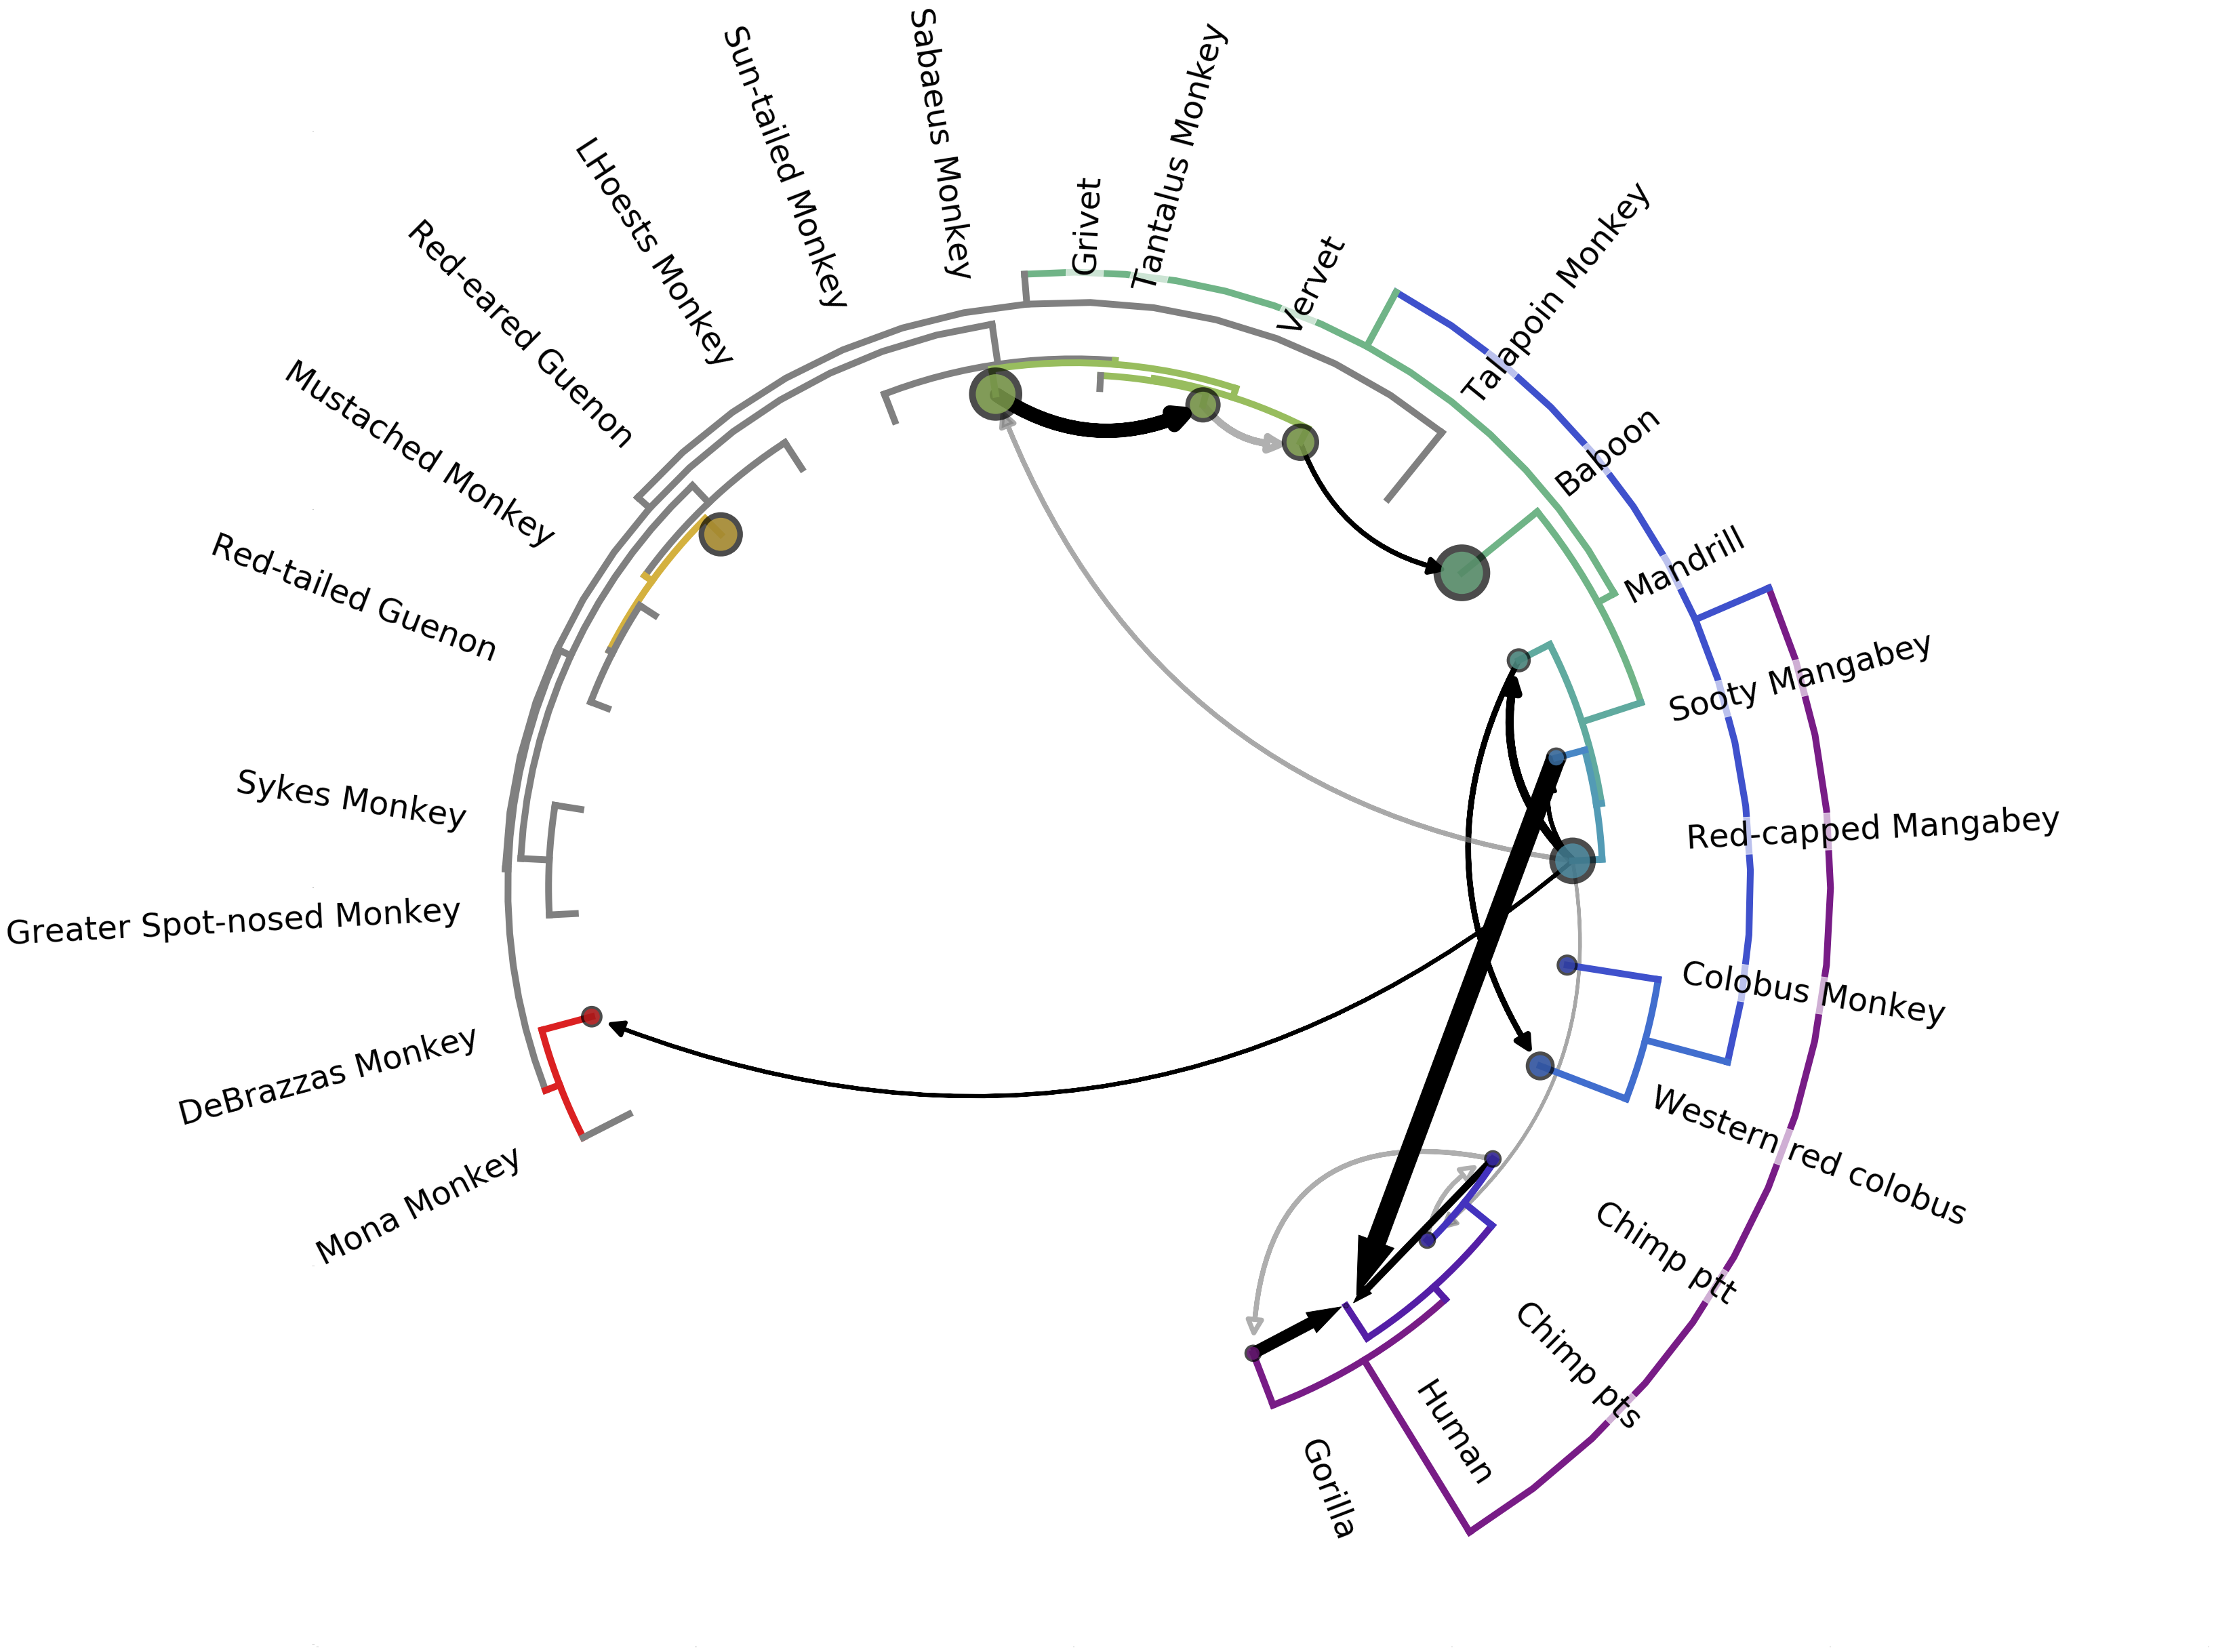 Sabaeus Monkey
Sun-tailed Monkey
LHoests Monkey
Red-eared Guenon
Mustached Monkey
Red-tailed Guenon
Sykes Monkey
Greater Spot-nosed Monkey
DeBrazzas Monkey
Mona Monkey
Grivet
Tantalus Monkey
Vervet
Talapoin Monkey
Baboon
Mandrill
Sooty Mangabey
Red-capped Mangabey
Colobus Monkey
Western red colobus
Chimp ptt
Chimp pts
Human
Gorilla